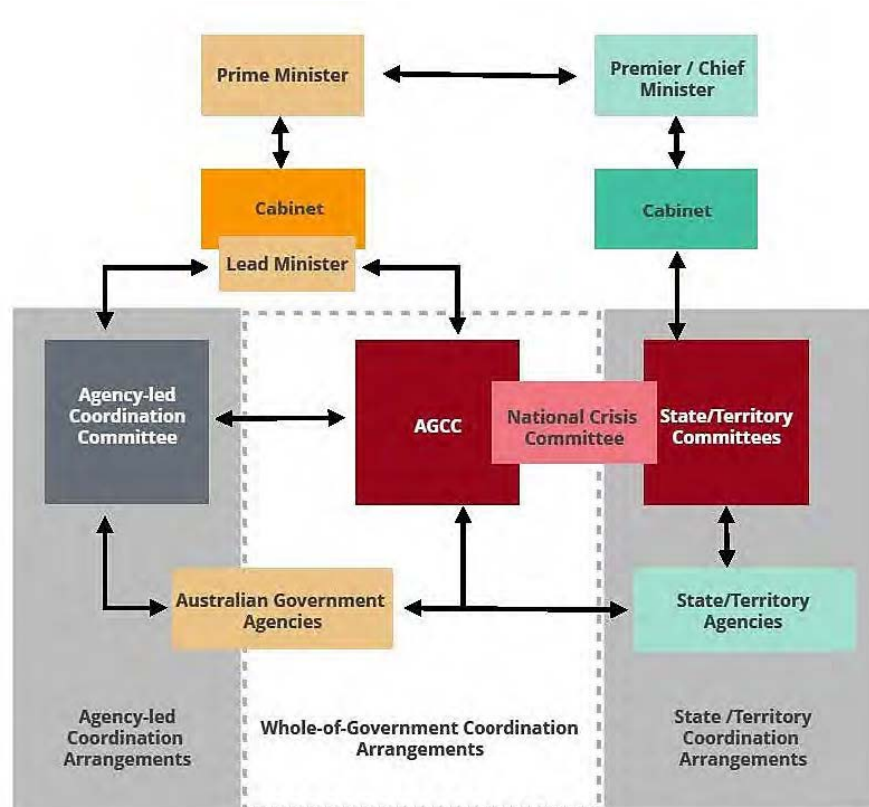 Prime Minister
Premier / Chief
Minister
Cabinet
Cabinet
Lead Minister
Agency-led
Coordination
Committee
AGCC
National Crisis
Committee
State/Territory
Committees
Australian Government
Agencies
State/Territory
Agencies
Agency-led
Coordination
Arrangements
Whole-of-Government Coordination
Arrangements
State /Territory
Coordination
Arrangements